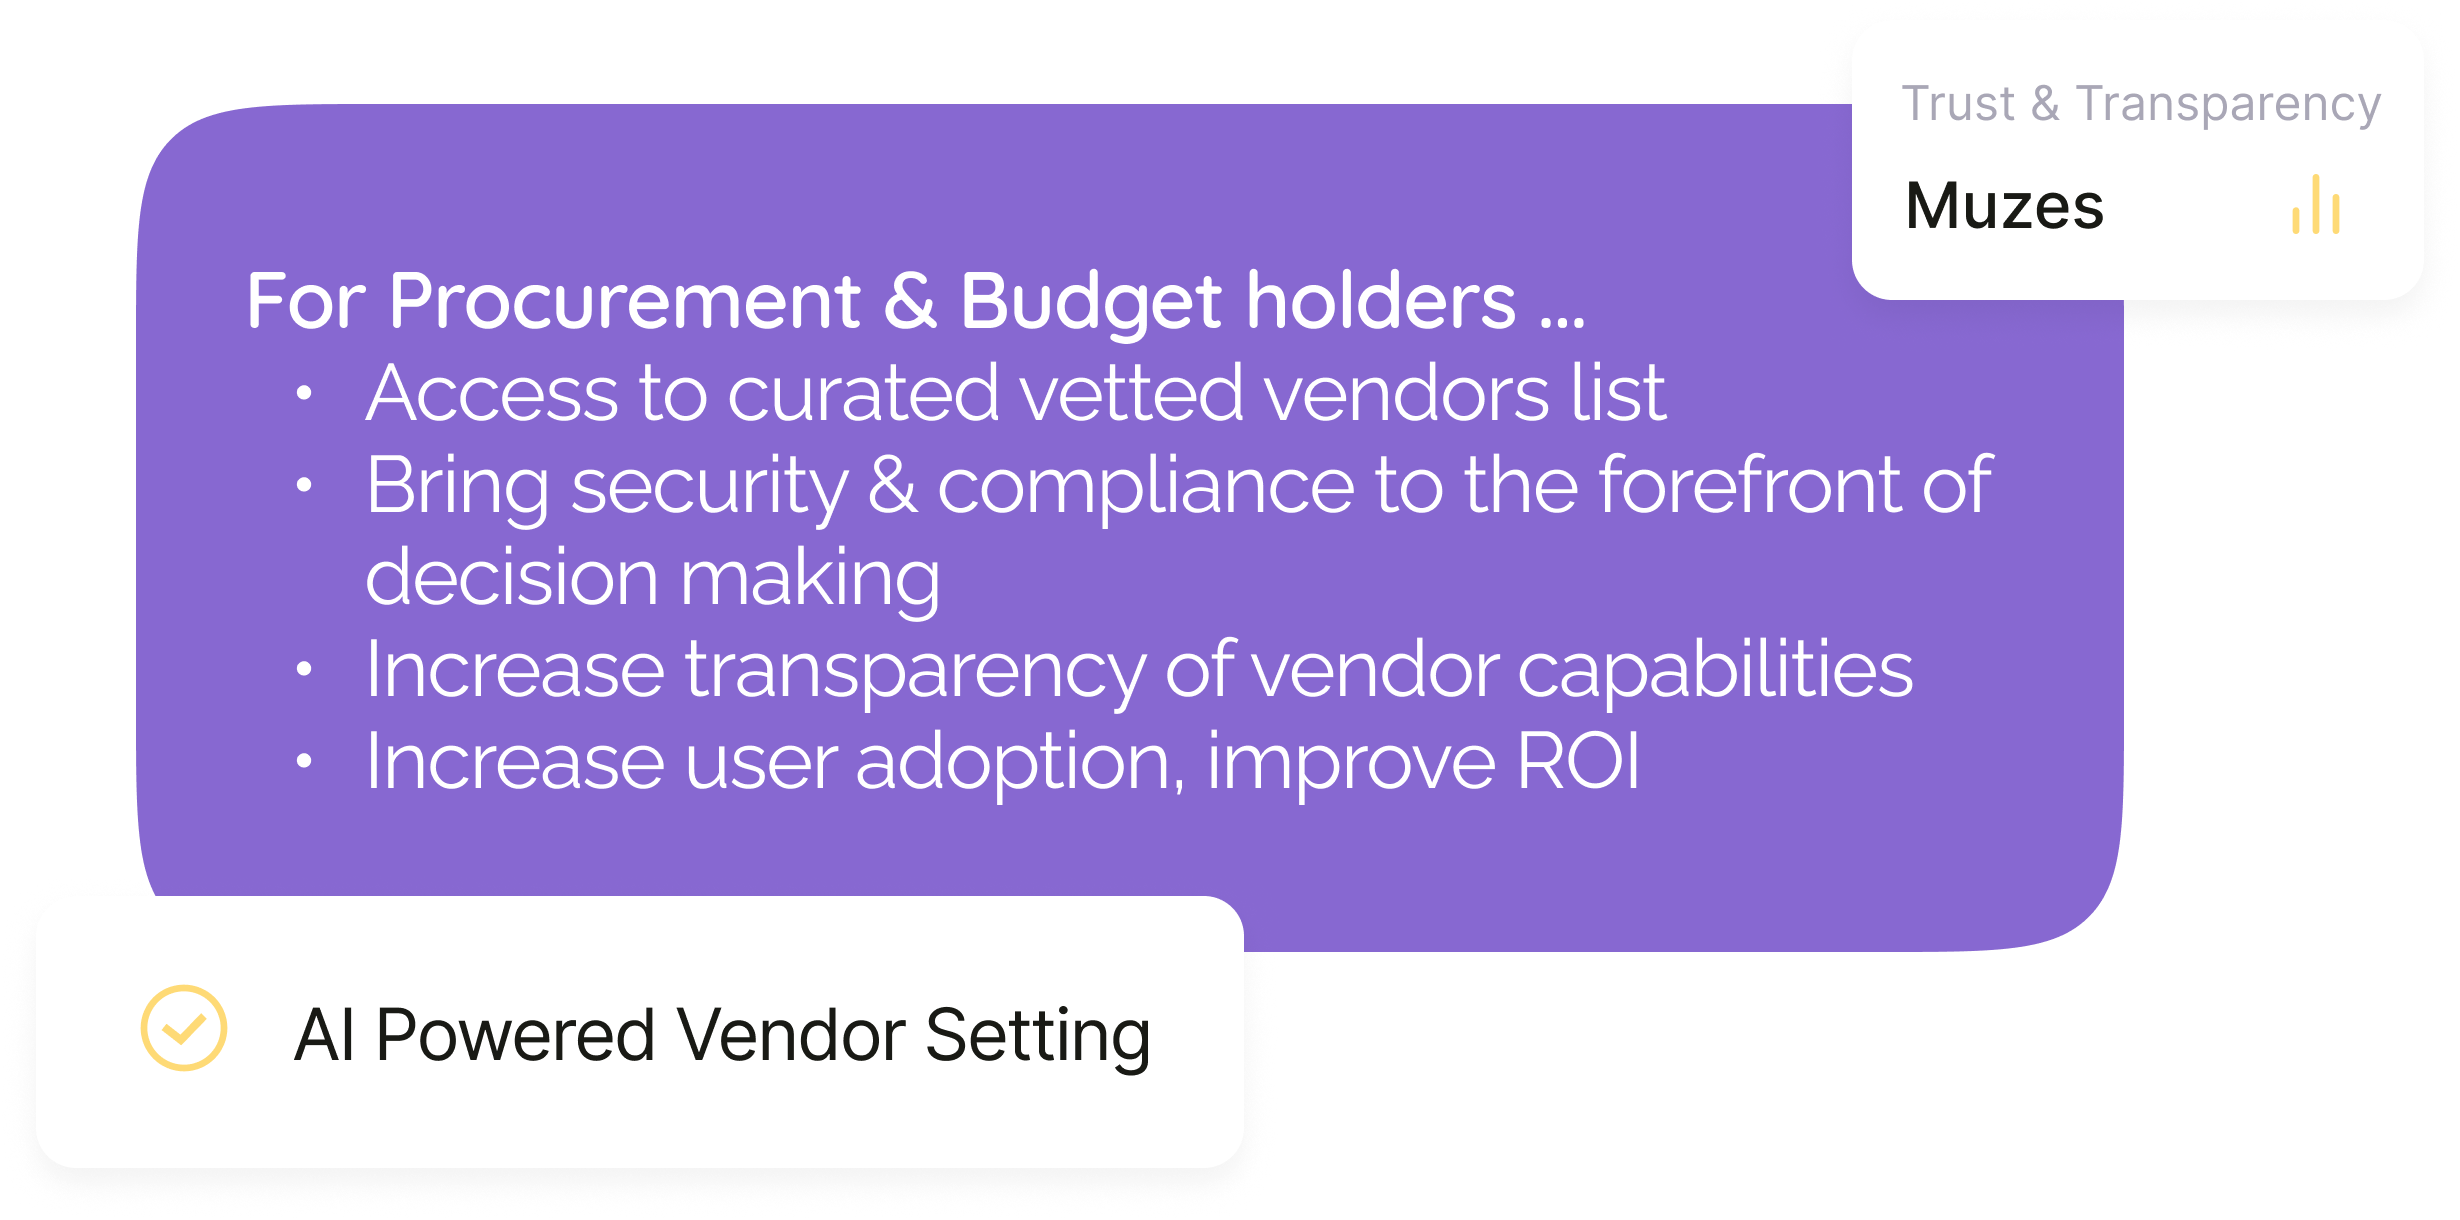 Trust & Transparency
Muzes
For Procurement & Budget holders ...
• Access to curated vetted vendors list
• Bring security & compliance to the forefront of
decision making
• Increase transparency of vendor capabilities
• Increase user adoption, improve ROI
AI Powered Vendor Setting